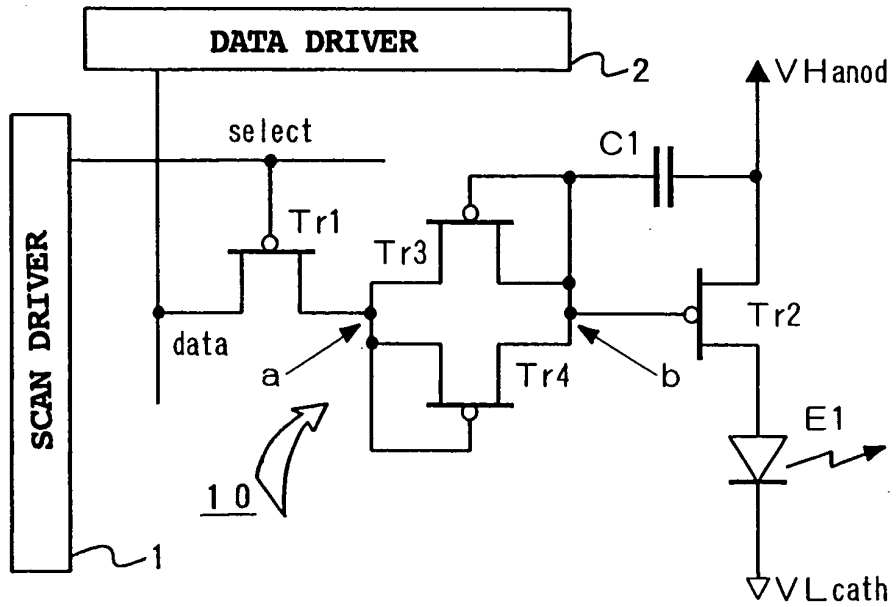 DATA DRIVER
2
VHanod
select
C1
Tr1
Tr3
SCAN DRIVER
Tr2
data
a
Tr4
b
E1
10
1
VLcath